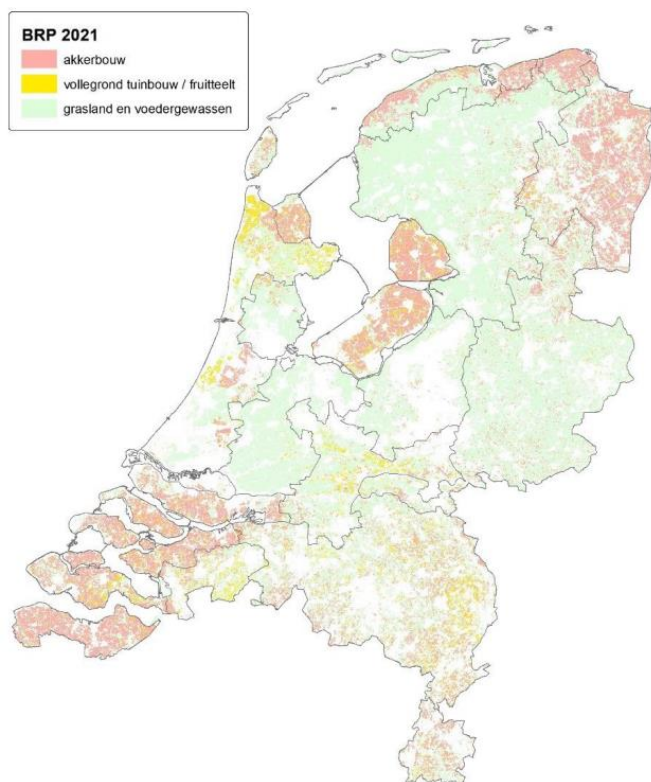 BRP 2021
akkerbouw
vollegrond tuinbouw / fruitteelt
grasland en voedergewassen